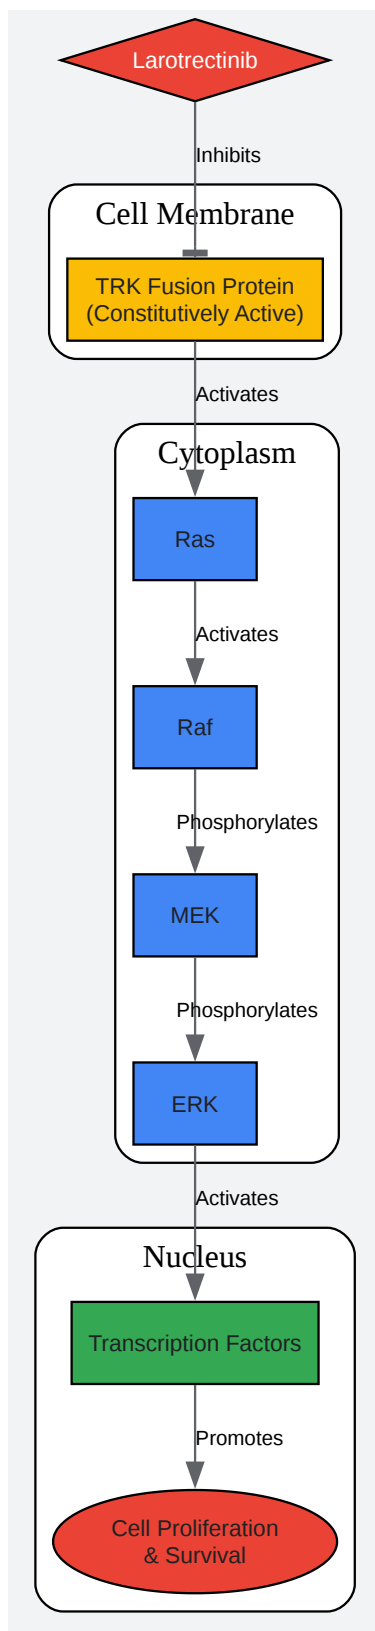 Larotrectinib
Inhibits
Cell Membrane
TRK Fusion Protein
(Constitutively Active)
Activates
Cytoplasm
Ras
Activates
Raf
Phosphorylates
MEK
Phosphorylates
ERK
Activates
Nucleus
Transcription Factors
Promotes
Cell Proliferation
& Survival